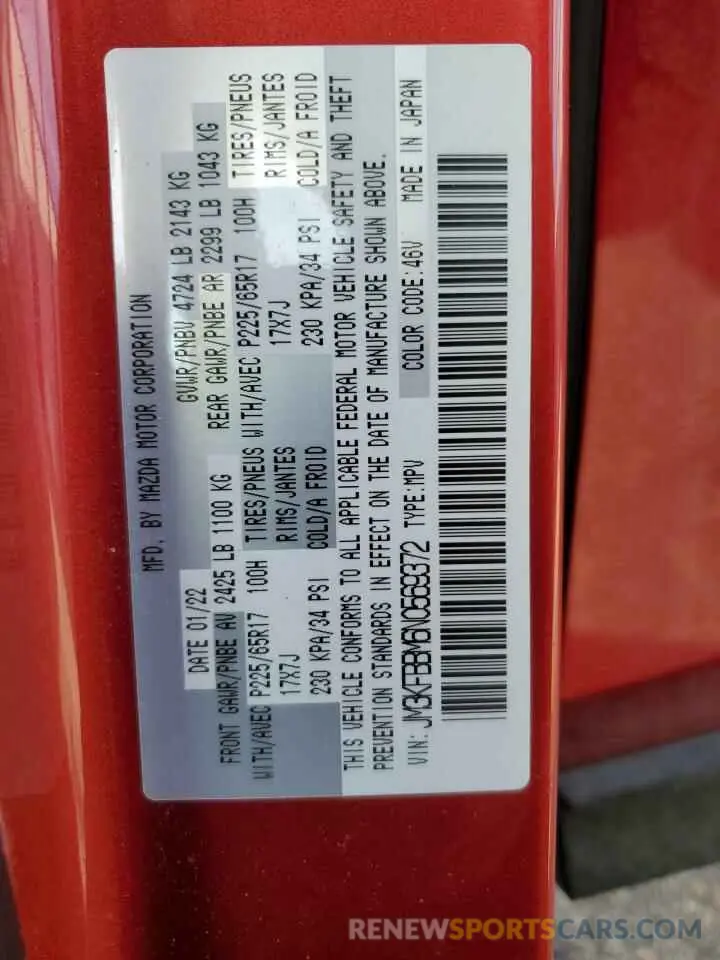 MFD. BY MAZDA MOTOR CORPORATION
DATE 01/22 GVWR/PNBV 4724 LB 2143 KG
FRONT GAWR/PNBE AV 2425 LB 1100 KG REAR GAWR/PNBE AR 2299 LB 1043 KG
WITH/AVEC P225/65R17 100H TIRES/PNEUS WITH/AVEC P225/65R17 100H TIRES/PNEUS
17X7J RIMS/JANTES 17X7J RIMS/JANTES
230 KPA/34 PSI COLD/A FROID 230 KPA/34 PSI COLD/A FROID
THIS VEHICLE CONFORMS TO ALL APPLICABLE FEDERAL MOTOR VEHICLE SAFETY AND THEFT
PREVENTION STANDARDS IN EFFECT ON THE DATE OF MANUFACTURE SHOWN ABOVE.
VIN: JM3KFBBM6N0569372 TYPE:MPV COLOR CODE:46V MADE IN JAPAN
RENEWSPORTSCARS.COM